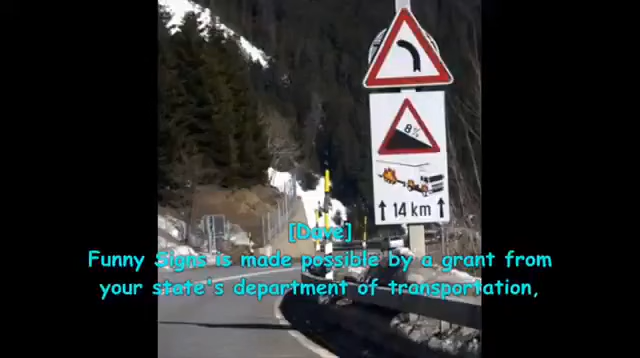 8%
↑ 14 km ↑
[Dave]
Funny Signs is made possible by a grant from
your state's department of transportation,